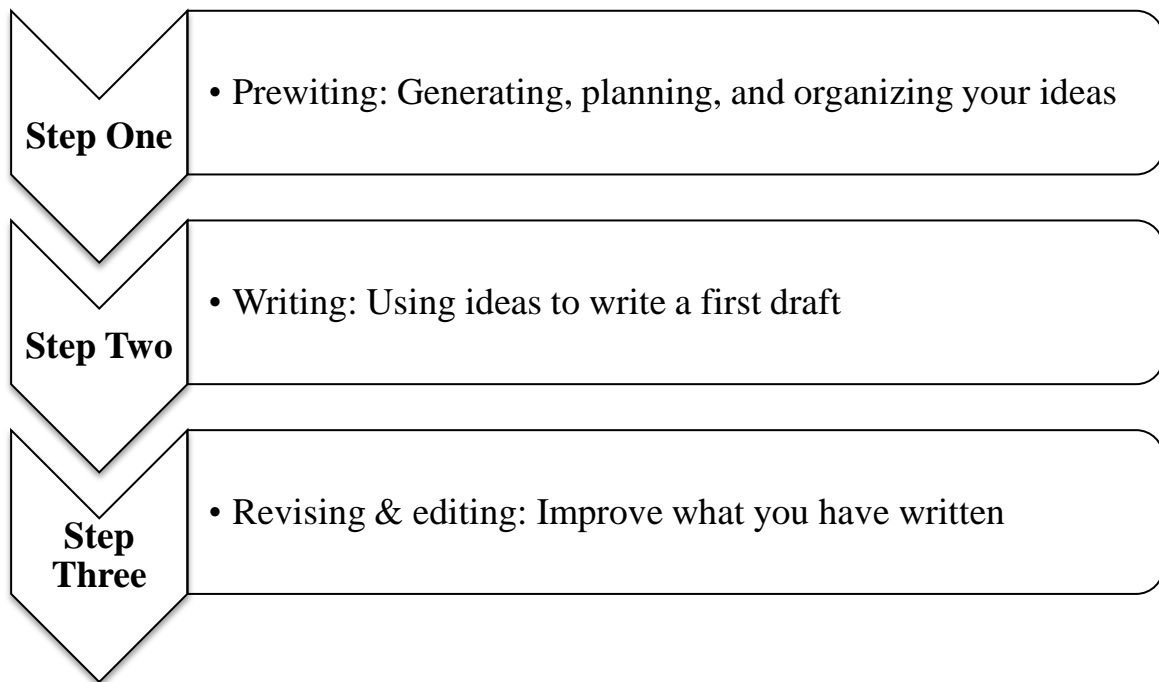 Step One
• Prewiting: Generating, planning, and organizing your ideas
Step Two
• Writing: Using ideas to write a first draft
Step
Three
• Revising & editing: Improve what you have written